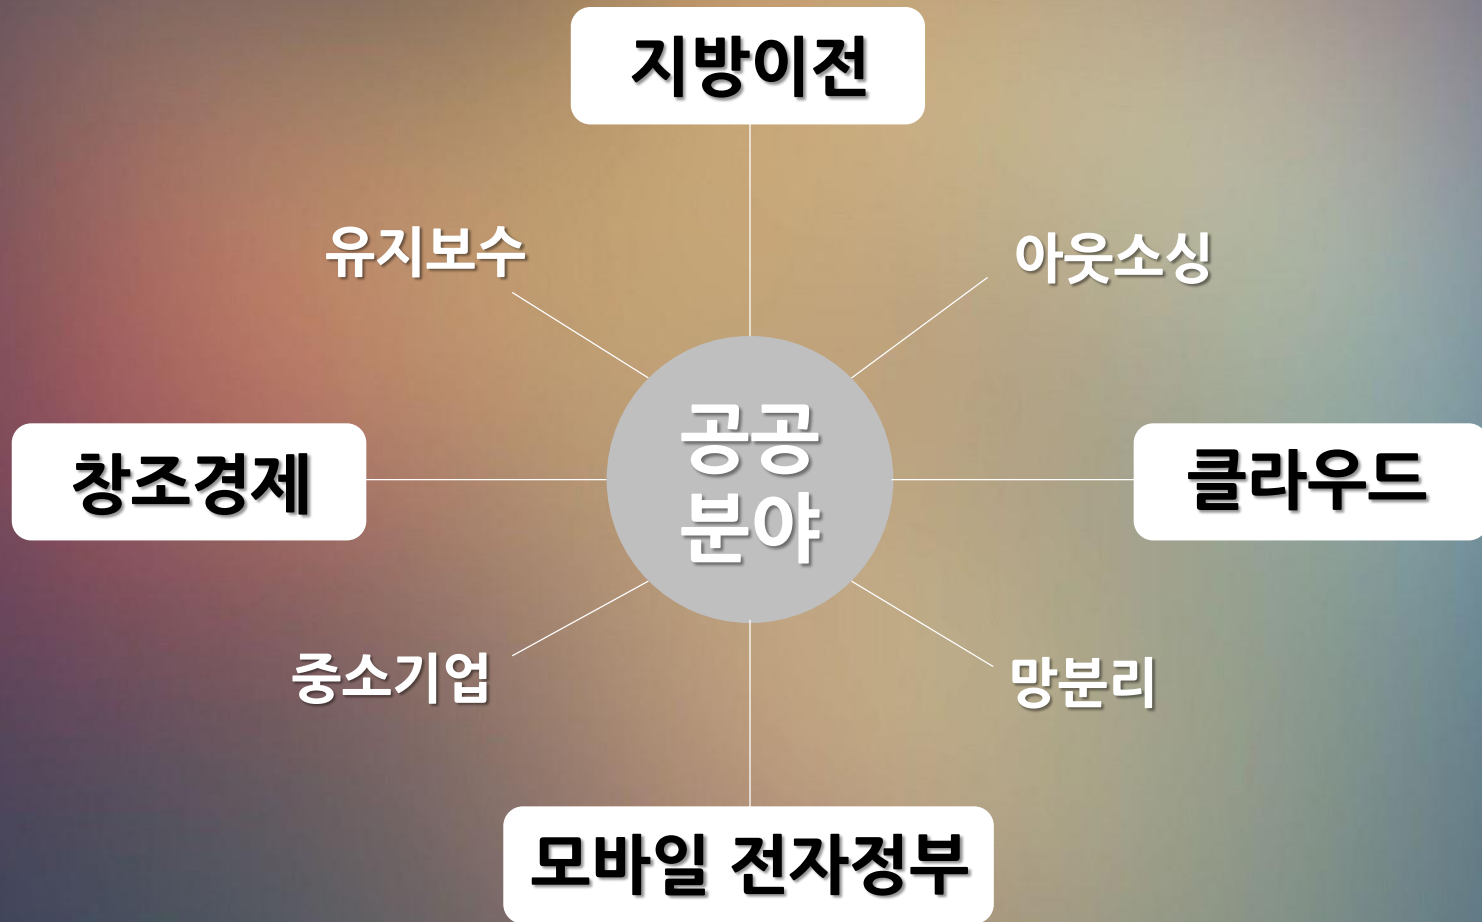 지방이전
유지보수
아웃소싱
공공
분야
창조경제
클라우드
중소기업
망분리
모바일 전자정부